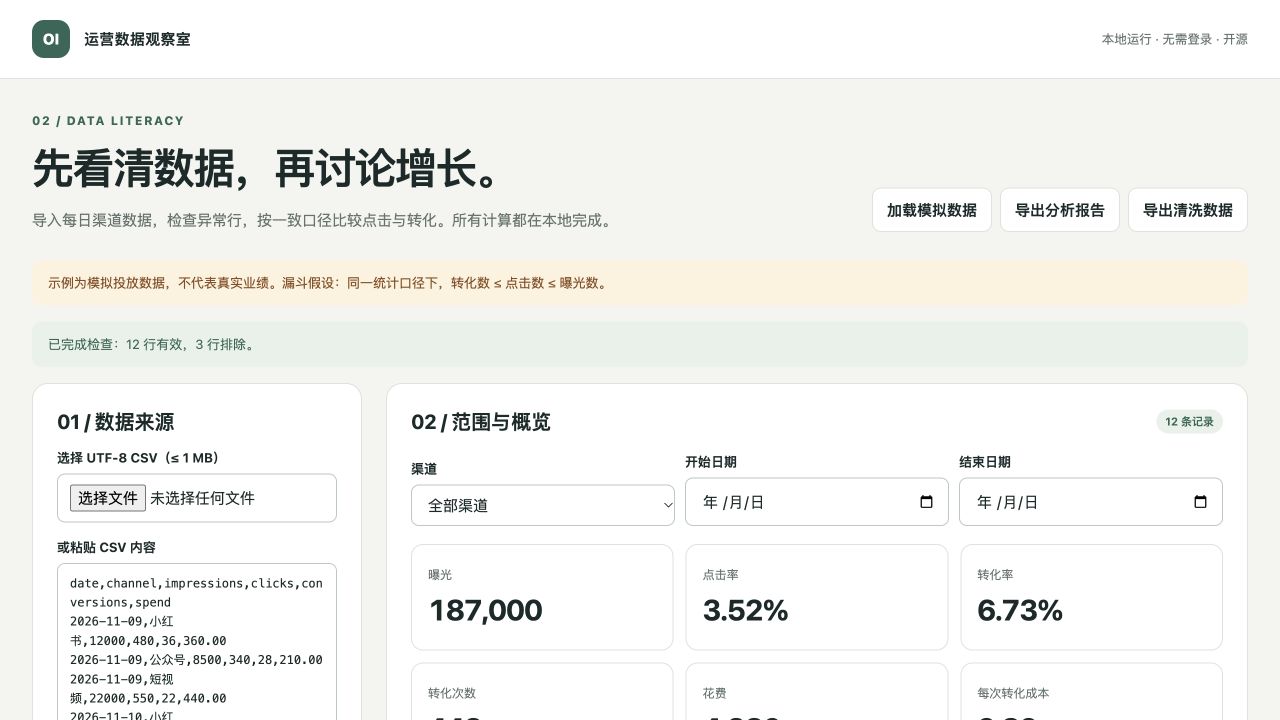 OI
运营数据观察室
本地运行 · 无需登录 · 开源
02 / DATA LITERACY
先看清数据，再讨论增长。
导入每日渠道数据，检查异常行，按一致口径比较点击与转化。所有计算都在本地完成。
加载模拟数据
导出分析报告
导出清洗数据
示例为模拟投放数据，不代表真实业绩。漏斗假设：同一统计口径下，转化数 ≤ 点击数 ≤ 曝光数。
已完成检查：12 行有效，3 行排除。
01 / 数据来源
选择 UTF-8 CSV（≤ 1 MB）
选择文件 未选择任何文件
或粘贴 CSV 内容
date,channel,impressions,clicks,con
versions,spend
2026-11-09,小红
书,12000,480,36,360.00
2026-11-09,公众号,8500,340,28,210.00
2026-11-09,短视
频,22000,550,22,440.00
2026-11-10,小红
02 / 范围与概览
12 条记录
渠道
全部渠道
开始日期
年 /月/日
结束日期
年 /月/日
曝光
187,000
点击率
3.52%
转化率
6.73%
转化次数
花费
每次转化成本